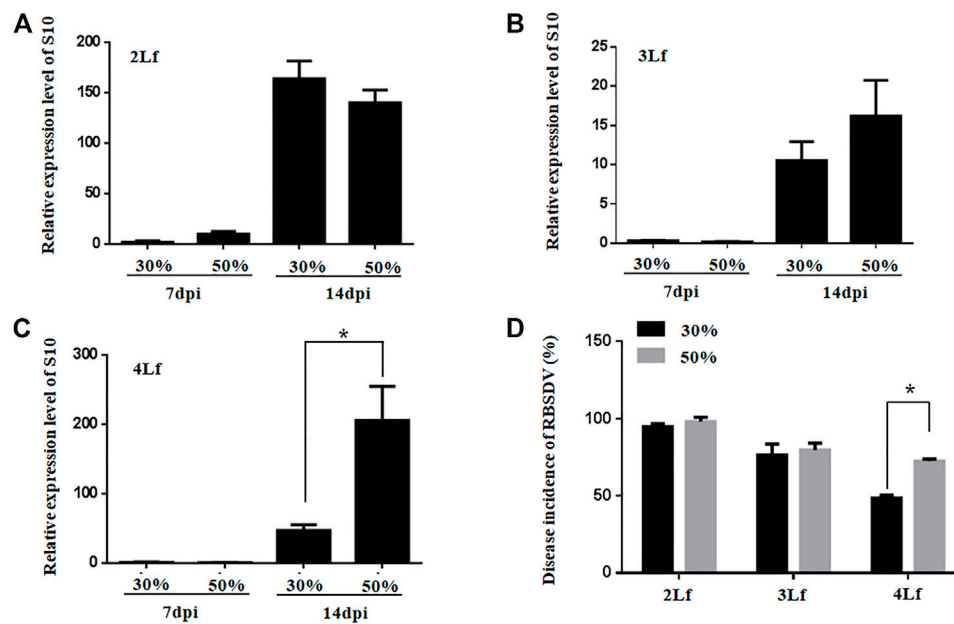 A
Relative expression level of S10
2Lf
200
150
100
50
0
30% 50% 30% 50%
7dpi 14dpi
B
Relative expression level of S10
3Lf
25
20
15
10
5
0
30% 50% 30% 50%
7dpi 14dpi
C
Relative expression level of S10
4Lf
*
300
200
100
0
30% 50% 30% 50%
7dpi 14dpi
D
Disease incidence of RBSDV (%)
30%
50%
*
150
100
50
0
2Lf 3Lf 4Lf